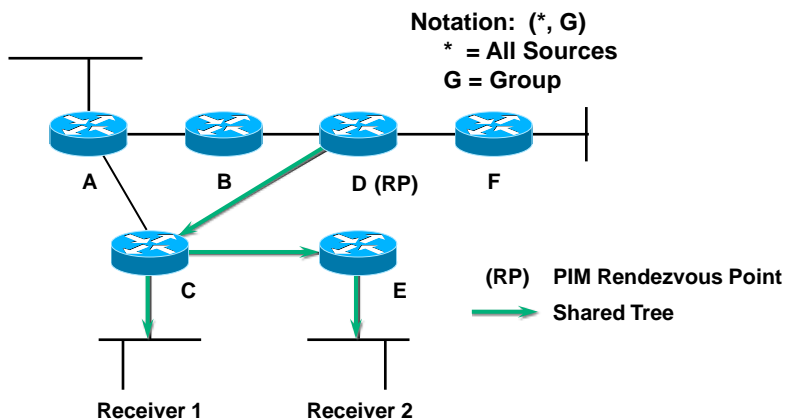 Notation: (*, G)
* = All Sources
G = Group
A
B
D (RP)
F
C
E
(RP) PIM Rendezvous Point
Shared Tree
Receiver 1
Receiver 2